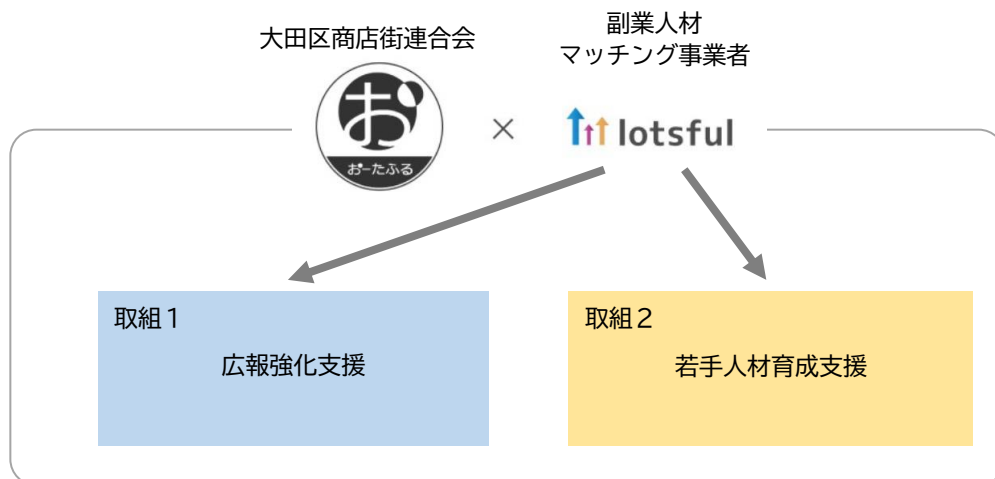 大田区商店街連合会
副業人材
マッチング事業者
お
おーたふる
×
lotsful
取組１
広報強化支援
取組２
若手人材育成支援